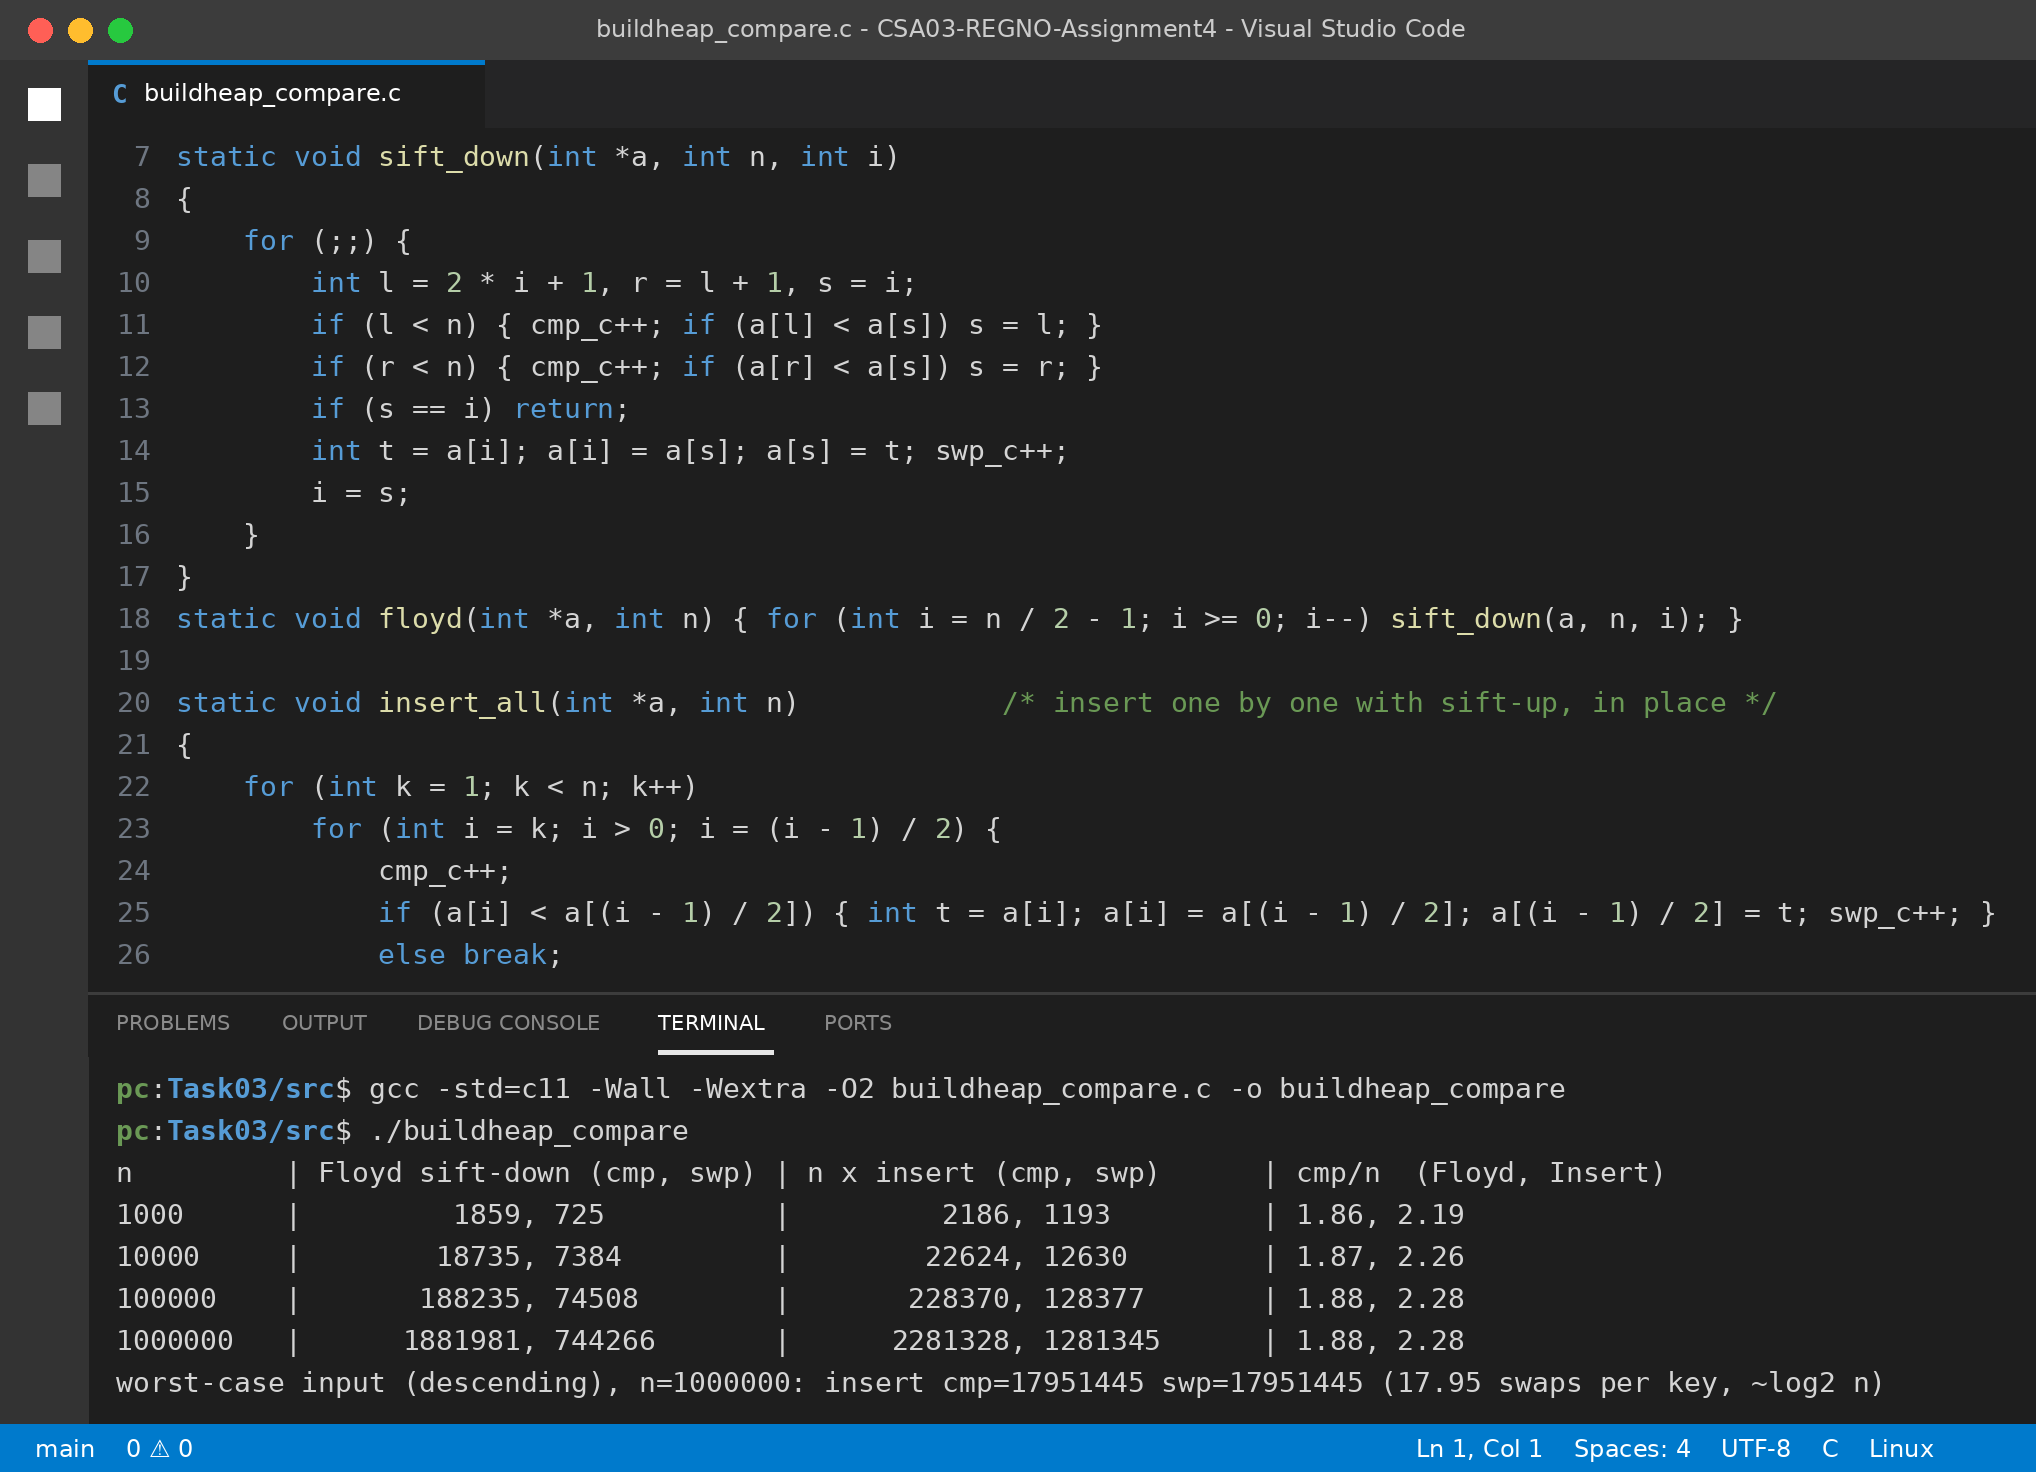 buildheap_compare.c - CSA03-REGNO-Assignment4 - Visual Studio Code
C buildheap_compare.c
7 static void sift_down(int *a, int n, int i)
8 {
9     for (;;) {
10         int l = 2 * i + 1, r = l + 1, s = i;
11         if (l < n) { cmp_c++; if (a[l] < a[s]) s = l; }
12         if (r < n) { cmp_c++; if (a[r] < a[s]) s = r; }
13         if (s == i) return;
14         int t = a[i]; a[i] = a[s]; a[s] = t; swp_c++;
15         i = s;
16     }
17 }
18 static void floyd(int *a, int n) { for (int i = n / 2 - 1; i >= 0; i--) sift_down(a, n, i); }
19
20 static void insert_all(int *a, int n)            /* insert one by one with sift-up, in place */
21 {
22     for (int k = 1; k < n; k++)
23         for (int i = k; i > 0; i = (i - 1) / 2) {
24             cmp_c++;
25             if (a[i] < a[(i - 1) / 2]) { int t = a[i]; a[i] = a[(i - 1) / 2]; a[(i - 1) / 2] = t; swp_c++; }
26             else break;
PROBLEMS OUTPUT DEBUG CONSOLE TERMINAL PORTS
pc:Task03/src$ gcc -std=c11 -Wall -Wextra -O2 buildheap_compare.c -o buildheap_compare
pc:Task03/src$ ./buildheap_compare
n         | Floyd sift-down (cmp, swp) | n x insert (cmp, swp)      | cmp/n  (Floyd, Insert)
1000      |         1859, 725          |         2186, 1193         | 1.86, 2.19
10000     |        18735, 7384         |        22624, 12630        | 1.87, 2.26
100000    |       188235, 74508        |       228370, 128377       | 1.88, 2.28
1000000   |      1881981, 744266       |      2281328, 1281345      | 1.88, 2.28
worst-case input (descending), n=1000000: insert cmp=17951445 swp=17951445 (17.95 swaps per key, ~log2 n)
main 0 ⚠ 0 Ln 1, Col 1 Spaces: 4 UTF-8 C Linux